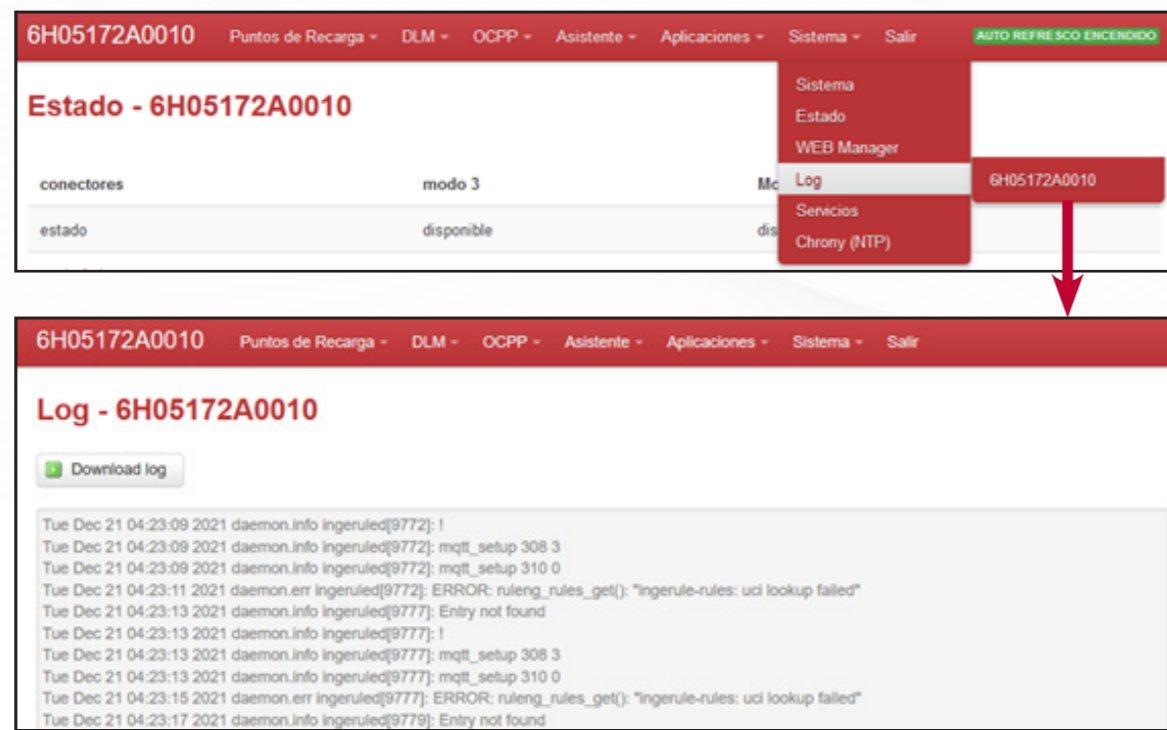 6H05172A0010 Puntos de Recarga DLM OCPP Asistente Aplicaciones Sistema Salir AUTO REFRESCO ENCENDIDO
Estado - 6H05172A0010
Sistema
Estado
WEB Manager
Log 6H05172A0010
Servicios
Chrony (NTP)
conectores modo 3
estado disponible
6H05172A0010 Puntos de Recarga DLM OCPP Asistente Aplicaciones Sistema Salir
Log - 6H05172A0010
Download log
Tue Dec 21 04:23:09 2021 daemon.info ingeruled[9772]: !
Tue Dec 21 04:23:09 2021 daemon.info ingeruled[9772]: mqtt_setup 308 3
Tue Dec 21 04:23:09 2021 daemon.info ingeruled[9772]: mqtt_setup 310 0
Tue Dec 21 04:23:11 2021 daemon.err ingeruled[9772]: ERROR: ruleng_rules_get(): "ingerule-rules: uci lookup failed"
Tue Dec 21 04:23:13 2021 daemon.info ingeruled[9777]: Entry not found
Tue Dec 21 04:23:13 2021 daemon.info ingeruled[9777]: !
Tue Dec 21 04:23:13 2021 daemon.info ingeruled[9777]: mqtt_setup 308 3
Tue Dec 21 04:23:13 2021 daemon.info ingeruled[9777]: mqtt_setup 310 0
Tue Dec 21 04:23:15 2021 daemon.err ingeruled[9777]: ERROR: ruleng_rules_get(): "ingerule-rules: uci lookup failed"
Tue Dec 21 04:23:17 2021 daemon.info ingeruled[9779]: Entry not found